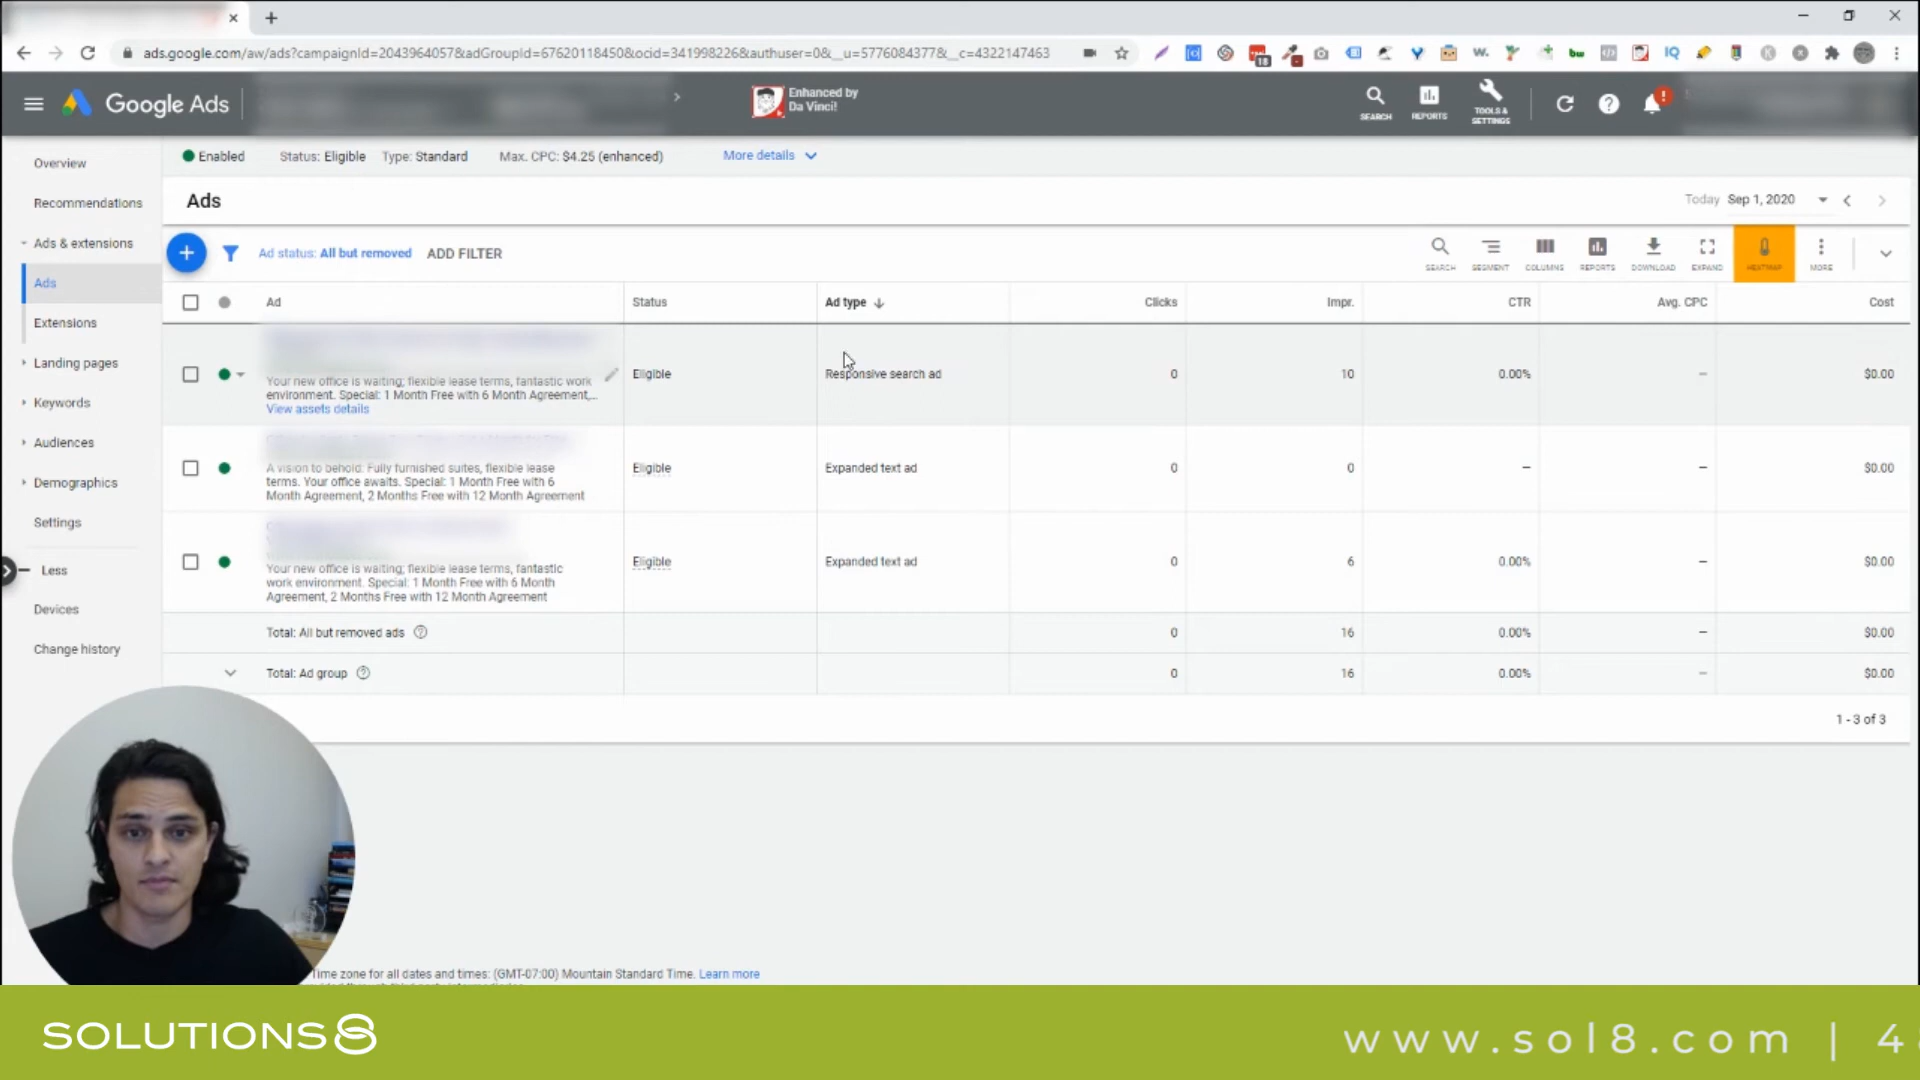 ads.google.com/aw/ads?campaignId=2043964057&adGroupId=67620118450&ocid=341998226&authuser=0&__u=5776084377&__c=4322147463
18
W.
bw
IQ
Google Ads
Enhanced by
Da Vinci!
SEARCH
REPORTS
TOOLS &
SETTINGS
Overview
Recommendations
Ads & extensions
Ads
Extensions
Landing pages
Keywords
Audiences
Demographics
Settings
Less
Devices
Change history
Enabled Status: Eligible Type: Standard Max. CPC: $4.25 (enhanced) More details
Ads
Today Sep 1, 2020
Ad status: All but removed ADD FILTER
SEARCH SEGMENT COLUMNS REPORTS DOWNLOAD EXPAND HEATMAP MORE
Ad Status Ad type Clicks Impr. CTR Avg. CPC Cost
Your new office is waiting; flexible lease terms, fantastic work
environment. Special: 1 Month Free with 6 Month Agreement,...
View assets details
Eligible Responsive search ad 0 10 0.00% – $0.00
A vision to behold: Fully furnished suites, flexible lease
terms. Your office awaits. Special: 1 Month Free with 6
Month Agreement, 2 Months Free with 12 Month Agreement
Eligible Expanded text ad 0 0 – – $0.00
Your new office is waiting; flexible lease terms, fantastic
work environment. Special: 1 Month Free with 6 Month
Agreement, 2 Months Free with 12 Month Agreement
Eligible Expanded text ad 0 6 0.00% – $0.00
Total: All but removed ads 0 16 0.00% – $0.00
Total: Ad group 0 16 0.00% – $0.00
1 - 3 of 3
Time zone for all dates and times: (GMT-07:00) Mountain Standard Time. Learn more
SOLUTIONS8
www.sol8.com | 4